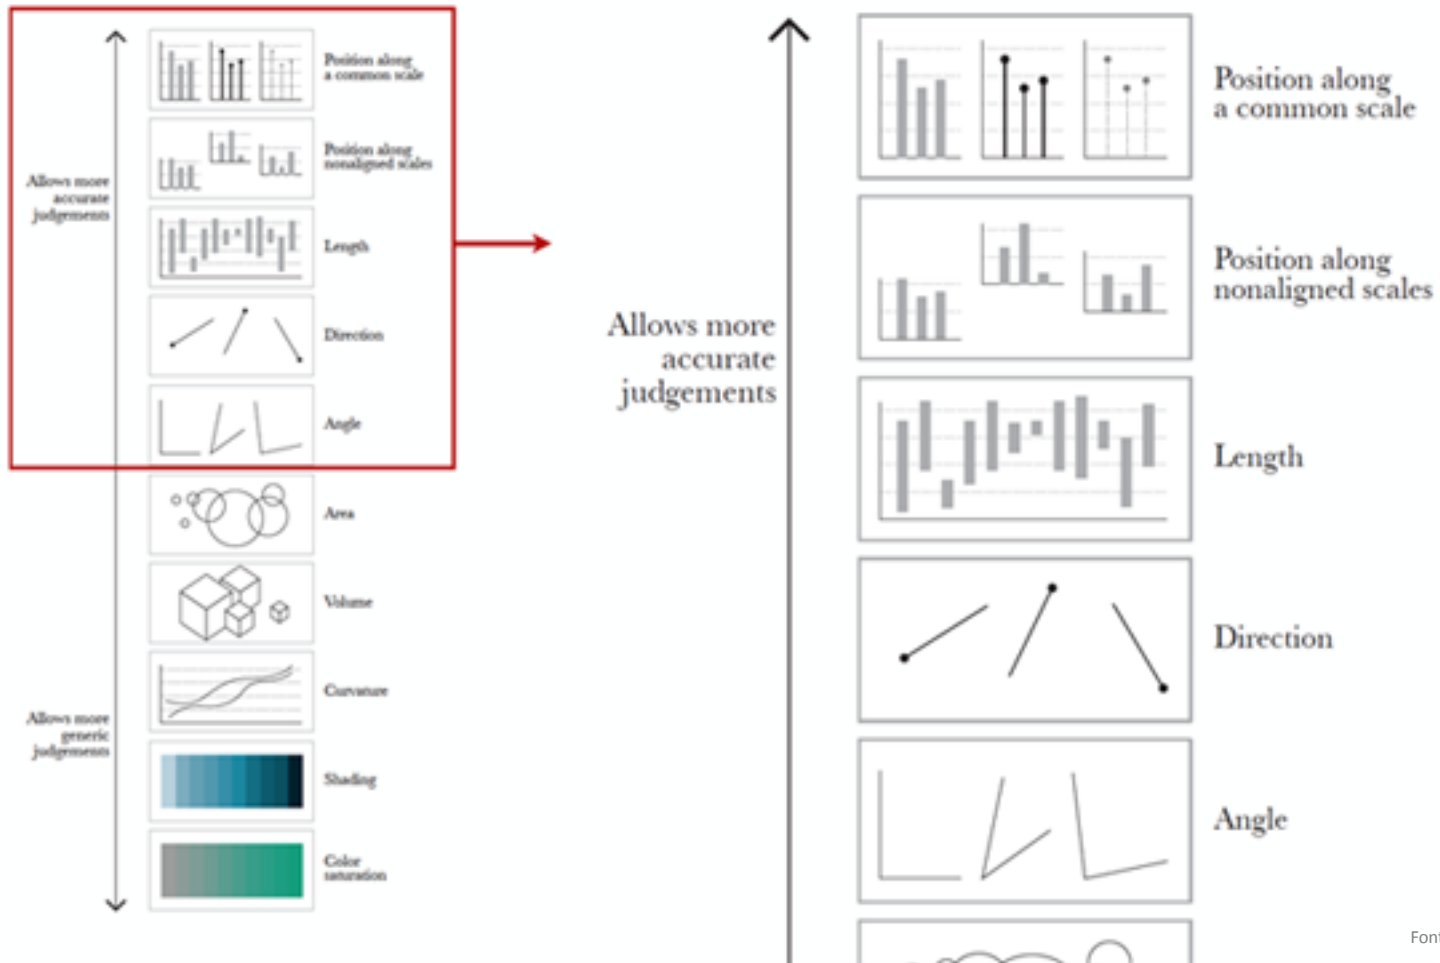 Allows more
accurate
judgements
Allows more
generic
judgements
Position along
a common scale
Position along
nonaligned scales
Length
Direction
Angle
Area
Volume
Curvature
Shading
Color
saturation
Allows more
accurate
judgements
Position along
a common scale
Position along
nonaligned scales
Length
Direction
Angle
Font